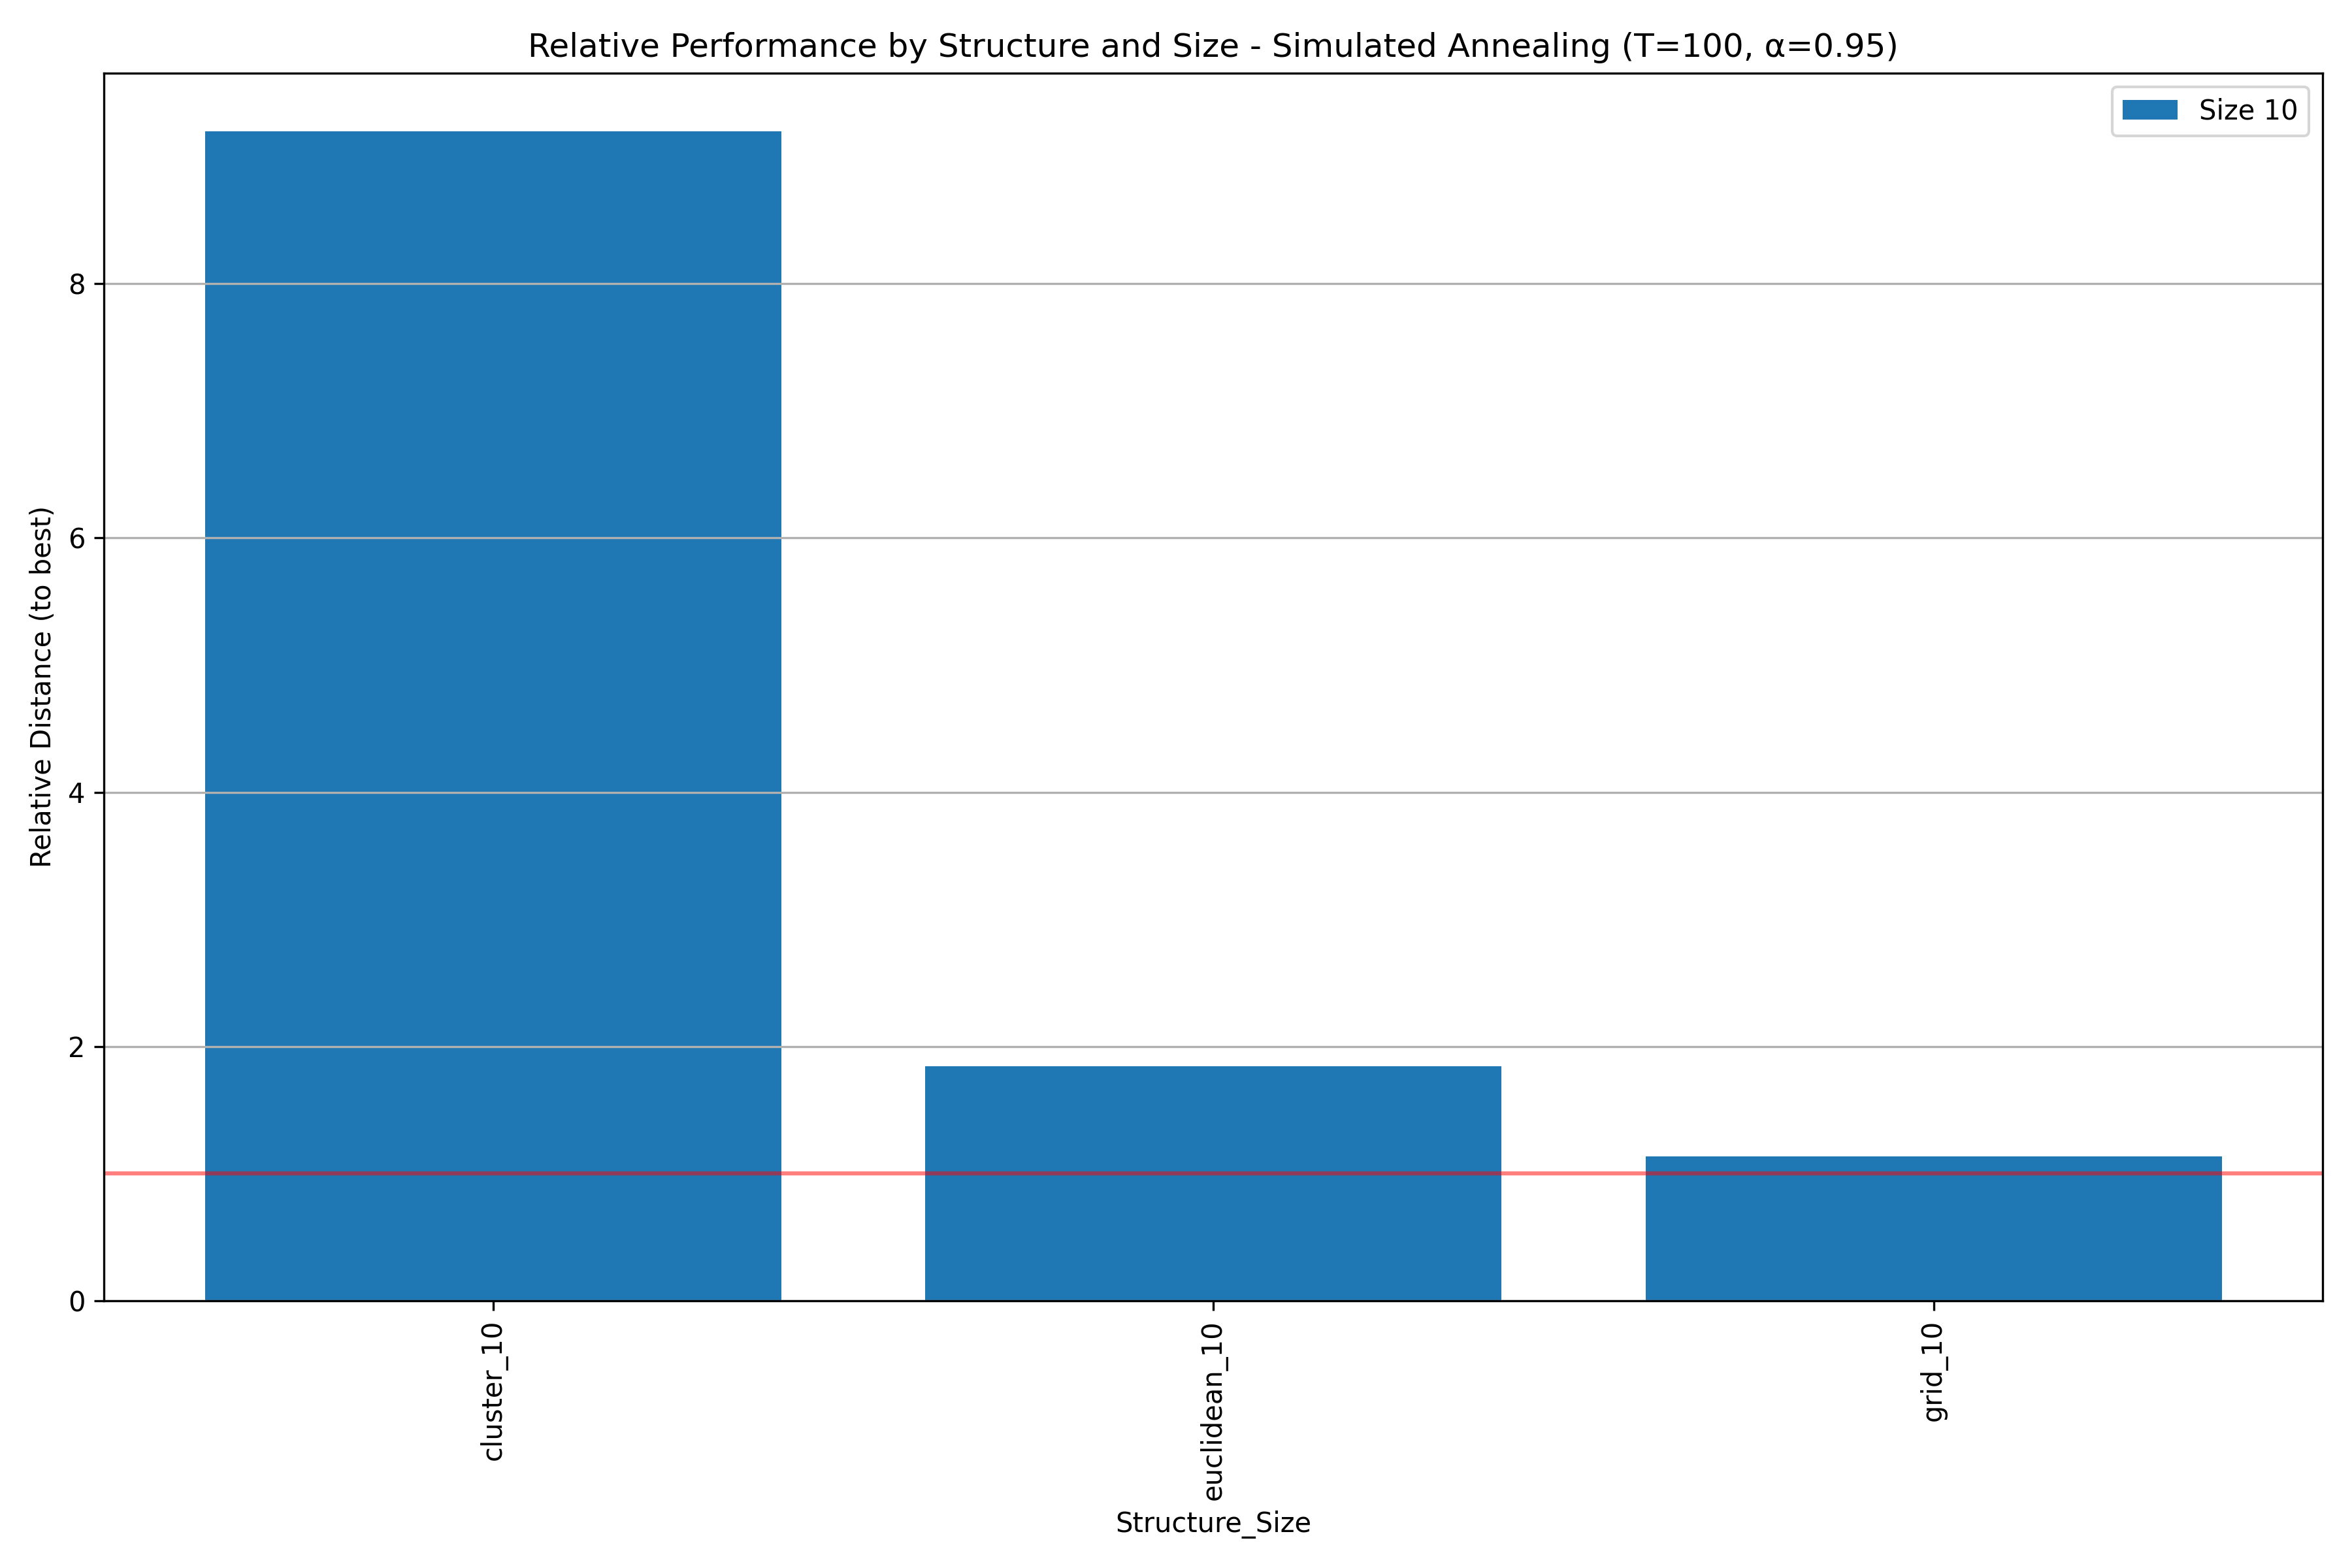 Relative Performance by Structure and Size - Simulated Annealing (T=100, α=0.95)
Size 10
Relative Distance (to best)
8
6
4
2
0
cluster_10
euclidean_10
grid_10
Structure_Size